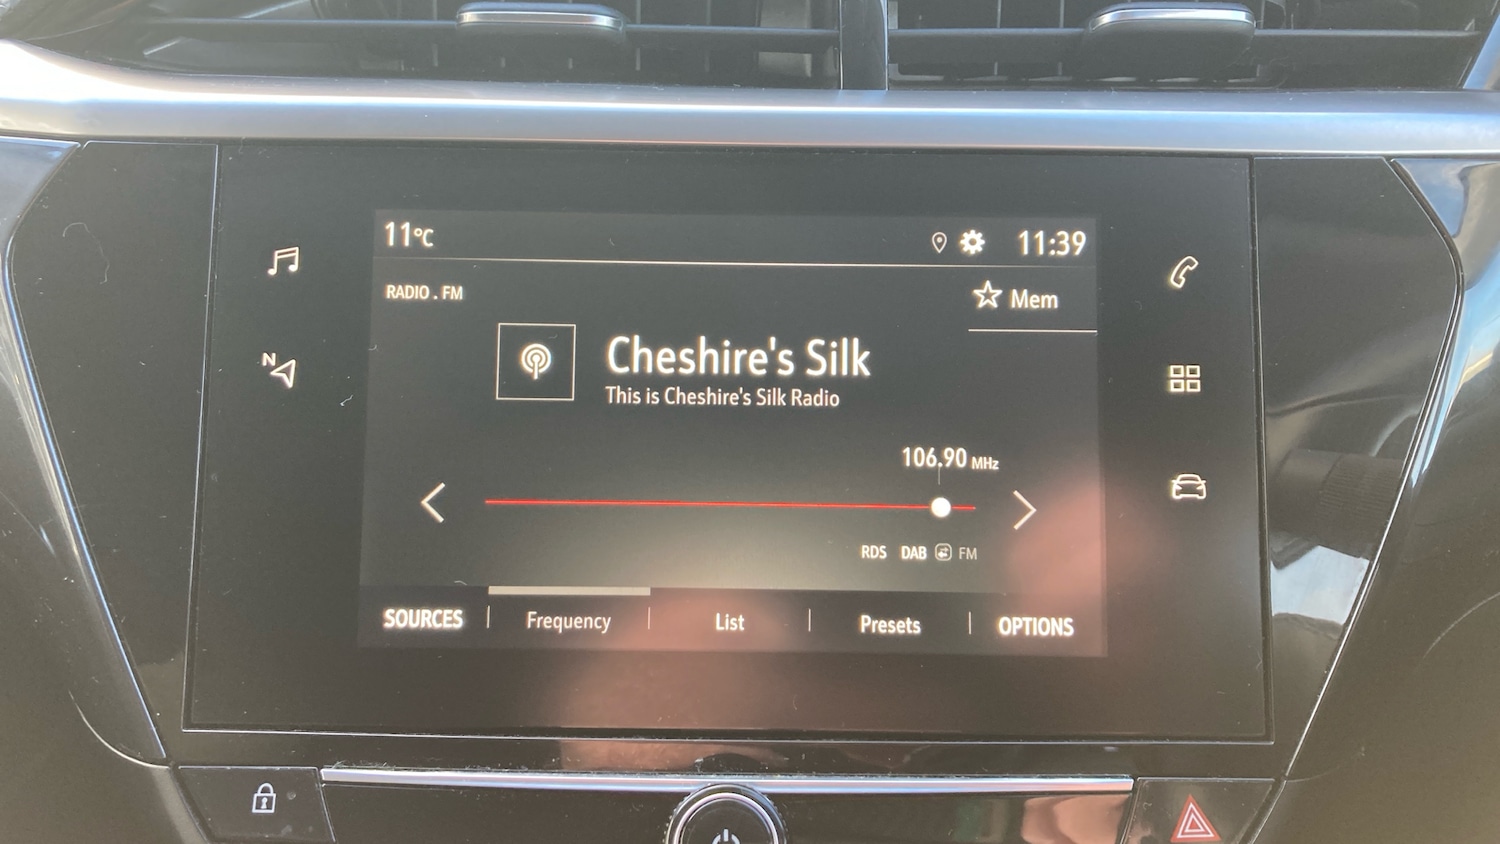 11°C
11:39
RADIO . FM
Mem
Cheshire's Silk
This is Cheshire's Silk Radio
N
106.90 MHz
RDS DAB FM
SOURCES Frequency List Presets OPTIONS